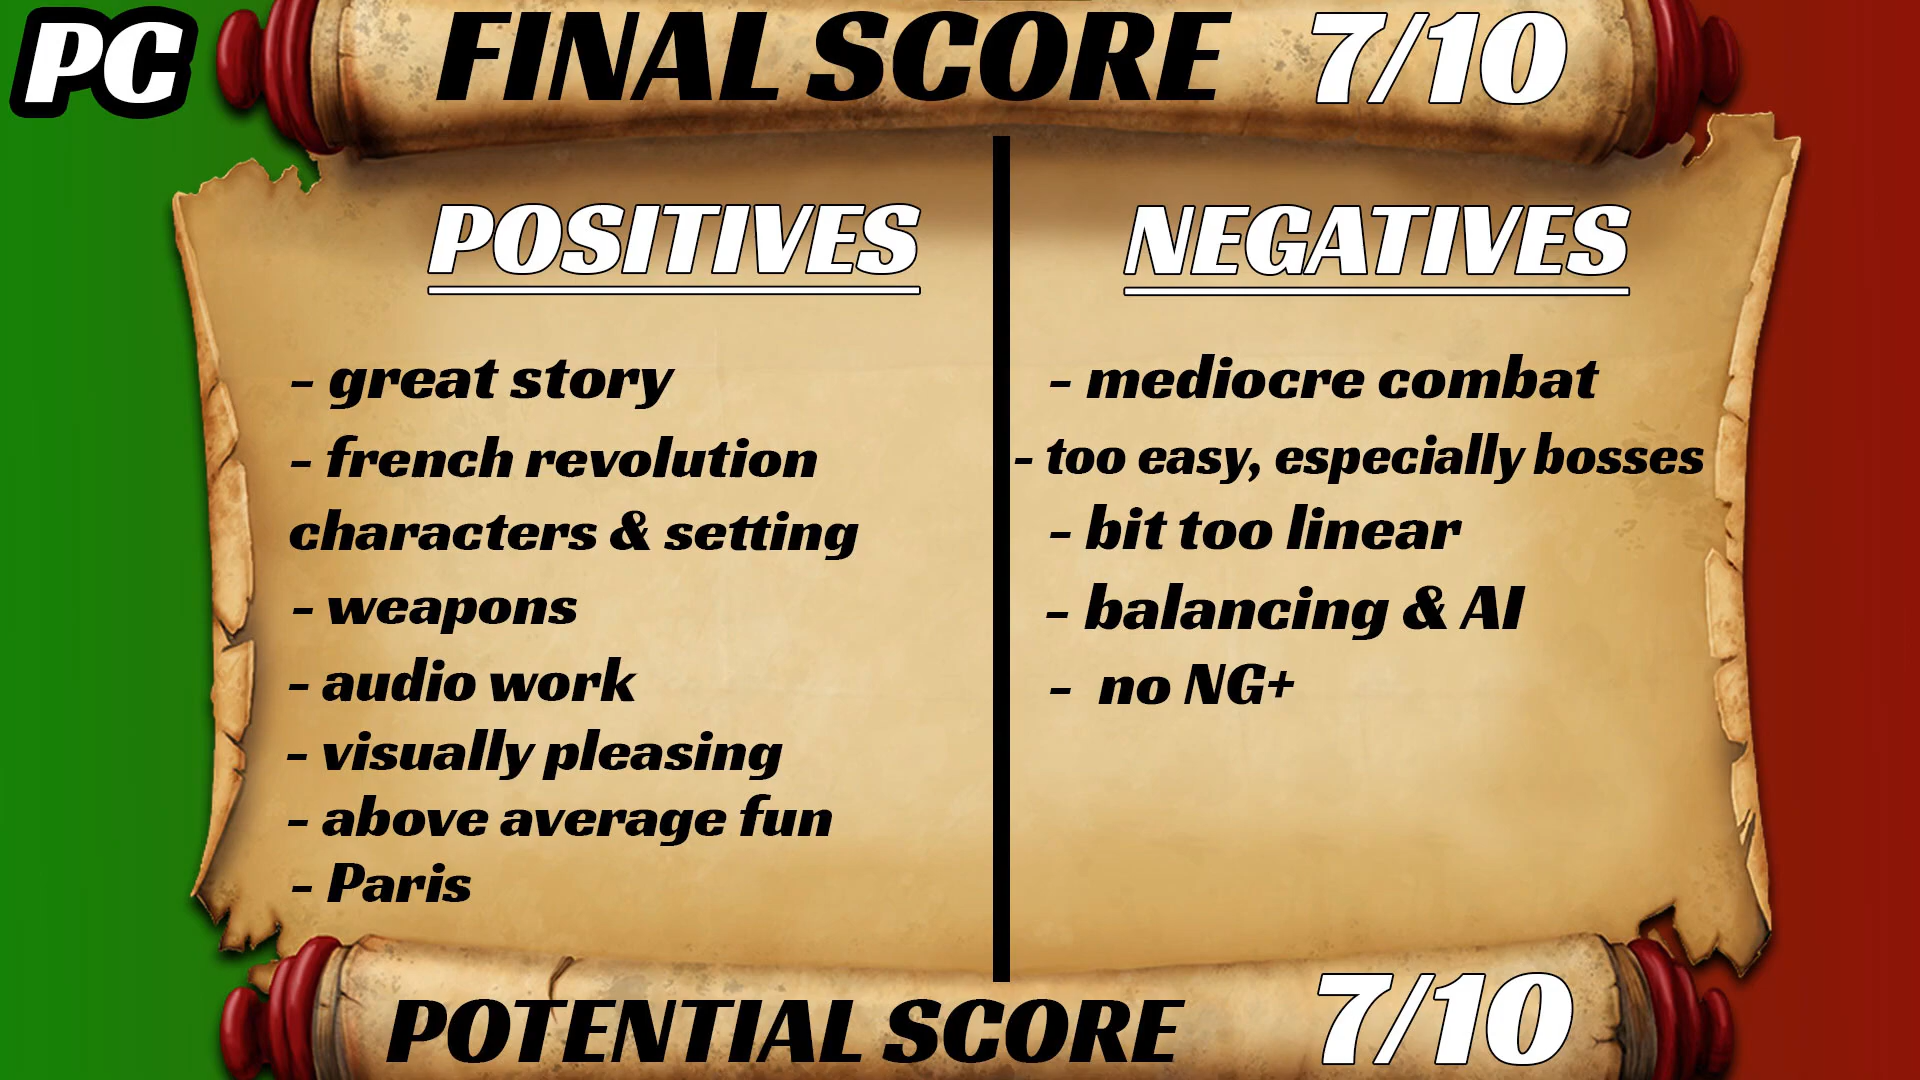 PC
FINAL SCORE 7/10
POSITIVES
- great story
- french revolution
characters & setting
- weapons
- audio work
- visually pleasing
- above average fun
- Paris
NEGATIVES
- mediocre combat
- too easy, especially bosses
- bit too linear
- balancing & AI
- no NG+
POTENTIAL SCORE 7/10